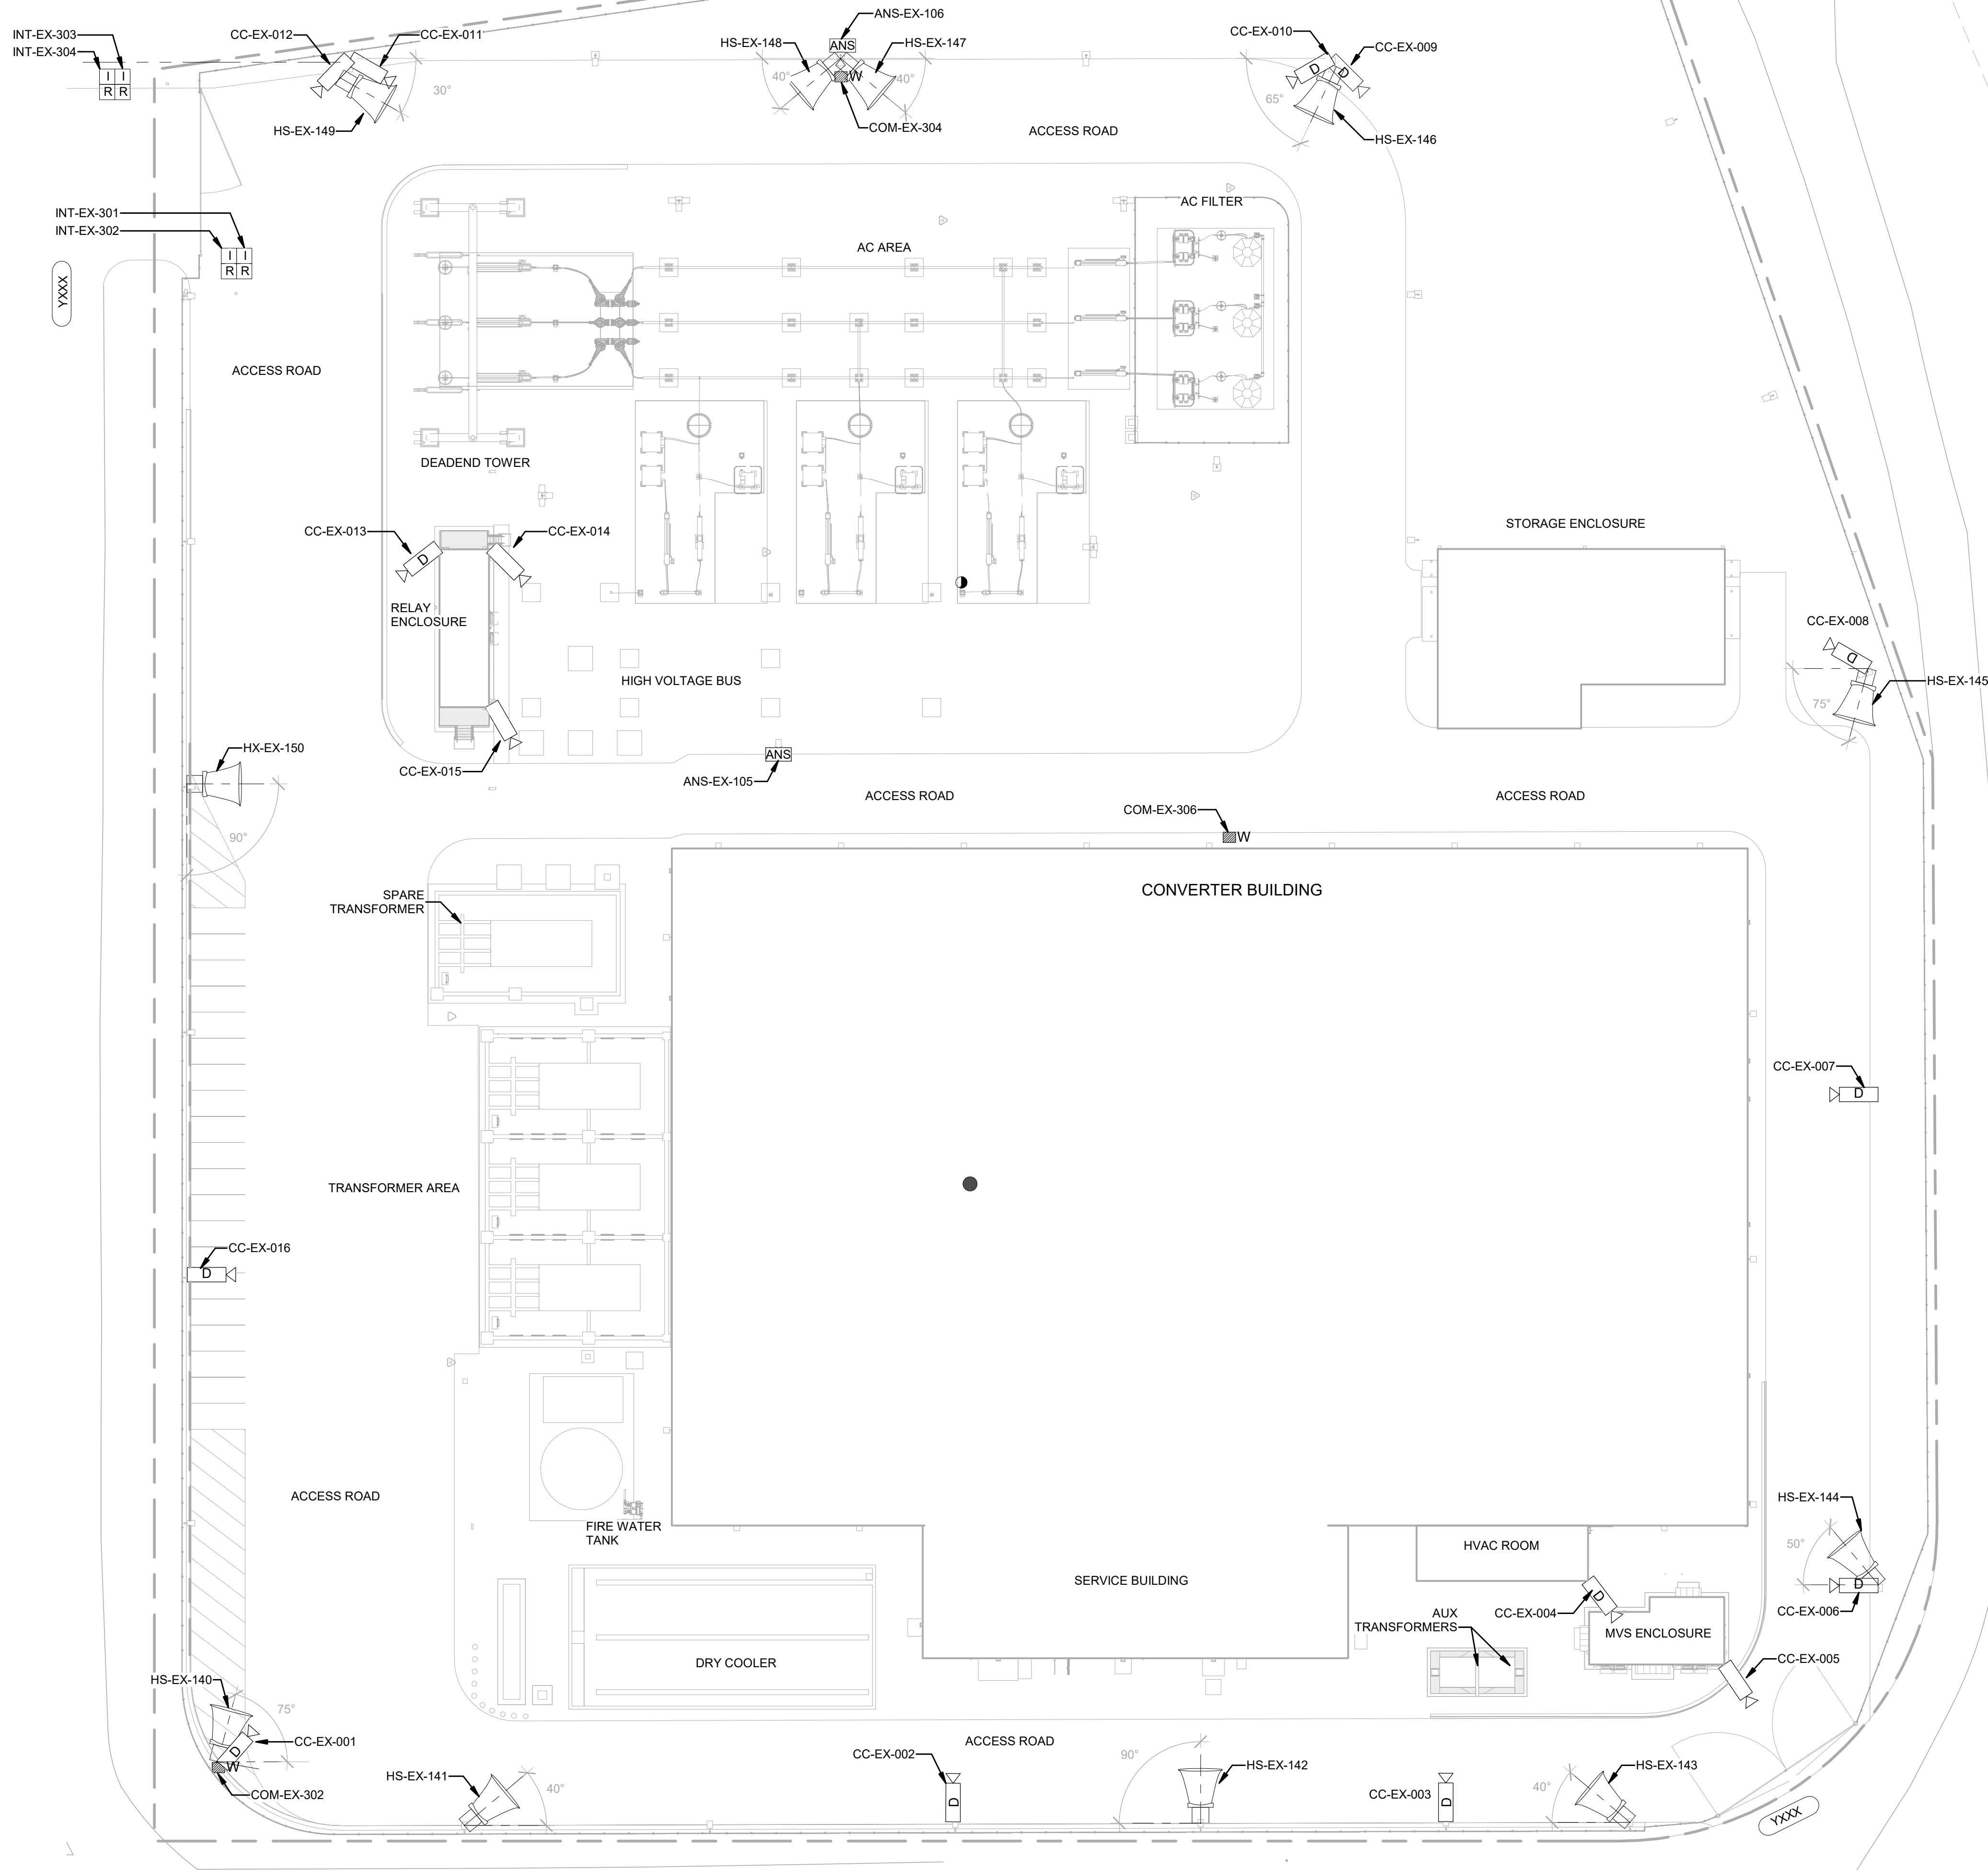 ANS-EX-106
INT-EX-303
CC-EX-012
CC-EX-011
CC-EX-010
INT-EX-304
HS-EX-148
ANS
HS-EX-147
CC-EX-009
I I
R R
40°
W
40°
D
D
30°
65°
HS-EX-149
COM-EX-304
ACCESS ROAD
HS-EX-146
AC FILTER
INT-EX-301
INT-EX-302
AC AREA
I I
R R
YXXX
ACCESS ROAD
DEADEND TOWER
STORAGE ENCLOSURE
CC-EX-013
CC-EX-014
D
RELAY
ENCLOSURE
CC-EX-008
D
HIGH VOLTAGE BUS
HS-EX-145
75°
HX-EX-150
ANS
CC-EX-015
ANS-EX-105
ACCESS ROAD
ACCESS ROAD
COM-EX-306
W
90°
CONVERTER BUILDING
SPARE
TRANSFORMER
CC-EX-007
D
TRANSFORMER AREA
CC-EX-016
D
ACCESS ROAD
HS-EX-144
FIRE WATER
TANK
HVAC ROOM
50°
SERVICE BUILDING
D
D
AUX
TRANSFORMERS
CC-EX-004
CC-EX-006
MVS ENCLOSURE
DRY COOLER
CC-EX-005
HS-EX-140
75°
CC-EX-001
D
ACCESS ROAD
W
CC-EX-002
90°
HS-EX-142
HS-EX-143
HS-EX-141
40°
40°
COM-EX-302
CC-EX-003
D
D
YXXX